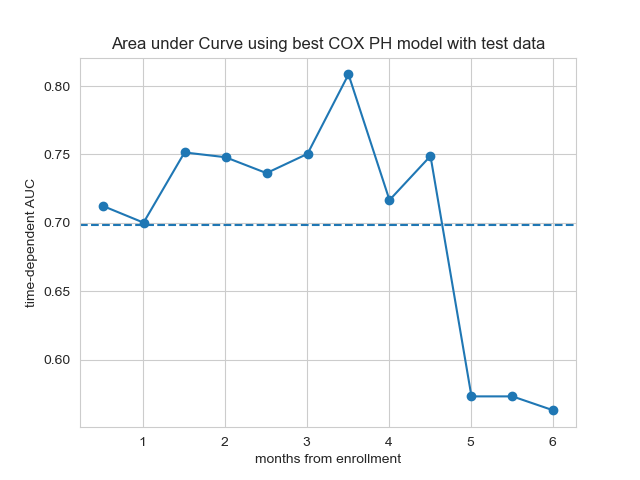 Area under Curve using best COX PH model with test data
time-dependent AUC
0.80
0.75
0.70
0.65
0.60
1 2 3 4 5 6
months from enrollment